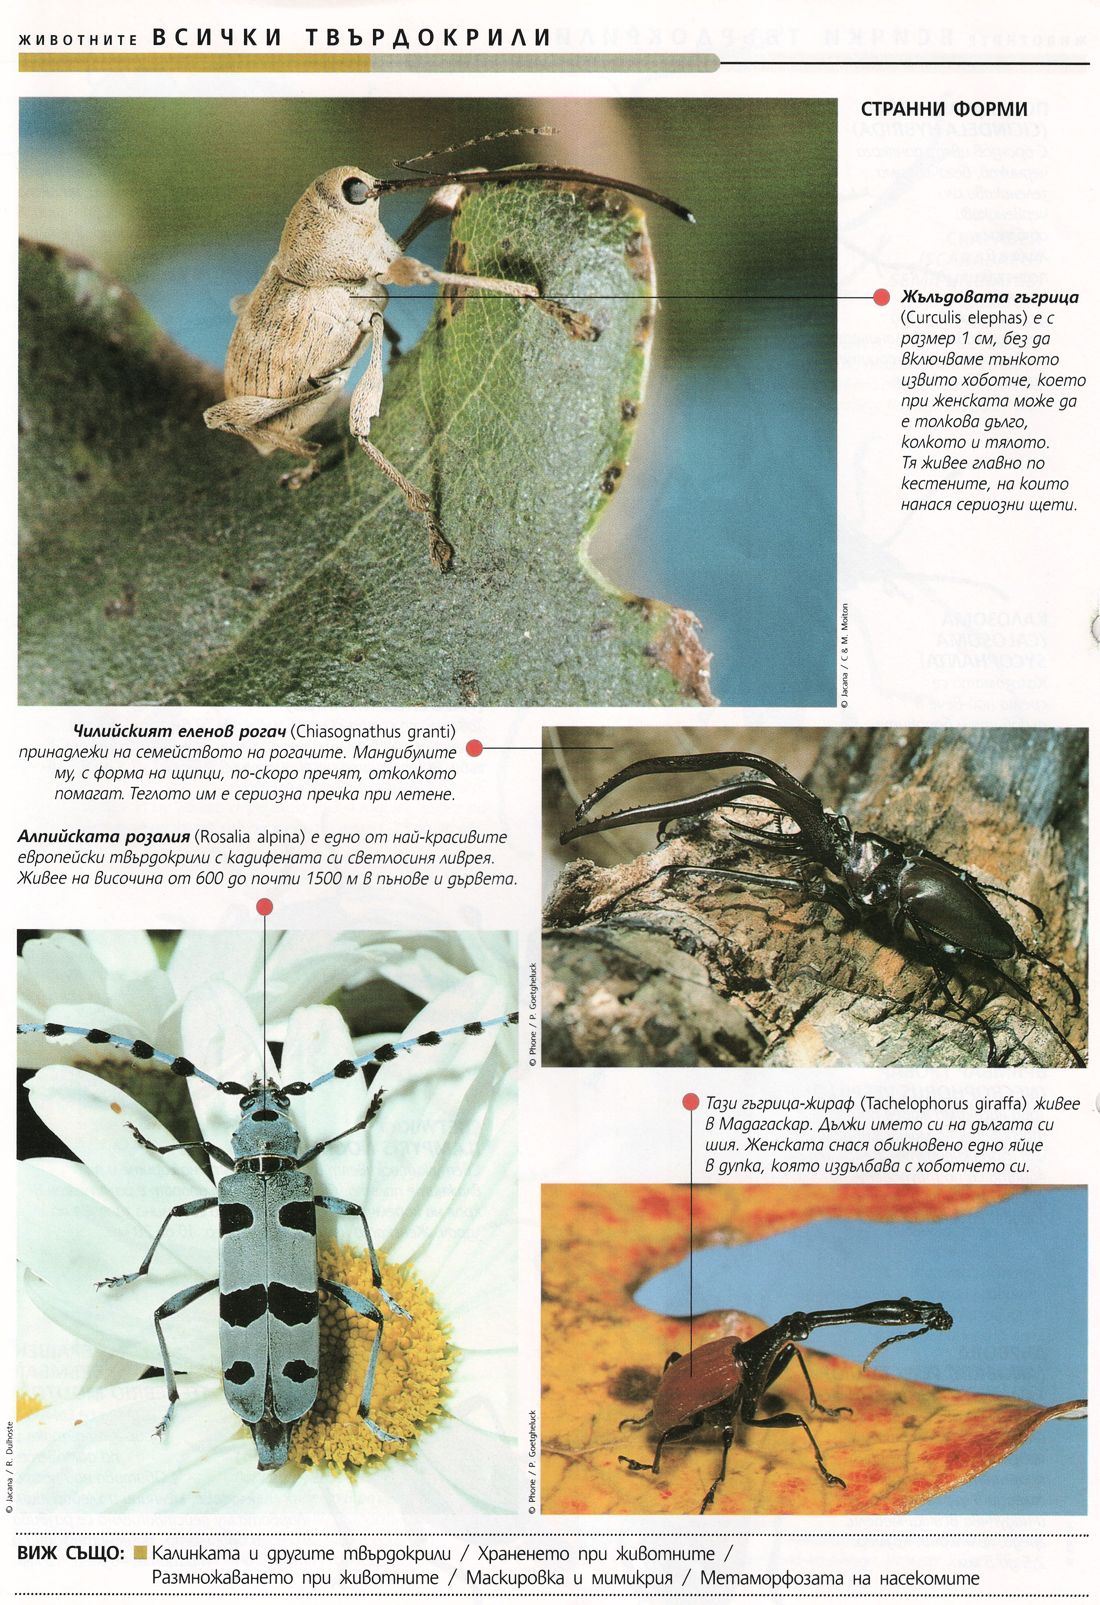 ЖИВОТНИТЕ ВСИЧКИ ТВЪРДОКРИЛИ
СТРАННИ ФОРМИ
Жълъдовата гъгрица
(Curculis elephas) е с
размер 1 см, без да
включваме тънкото
извито хоботче, което
при женската може да
е толкова дълго,
колкото и тялото.
Тя живее главно по
кестените, на които
нанася сериозни щети.
© Jacana / C & M. Moiton
Чилийският еленов рогач (Chiasognathus granti)
принадлежи на семейството на рогачите. Мандибулите
му, с форма на щипци, по-скоро пречят, отколкото
помагат. Теглото им е сериозна пречка при летене.
Алпийската розалия (Rosalia alpina) е едно от най-красивите
европейски твърдокрили с кадифената си светлосиня ливрея.
Живее на височина от 600 до почти 1500 м в пънове и дървета.
© Phone / P. Goetgheluck
Тази гъгрица-жираф (Tachelophorus giraffa) живее
в Мадагаскар. Дължи името си на дългата си
шия. Женската снася обикновено едно яйце
в дупка, която издълбава с хоботчето си.
© Jacana / R. Dulhoste
© Phone / P. Goetgheluck
ВИЖ СЪЩО: Калинката и другите твърдокрили / Храненето при животните /
Размножаването при животните / Маскировка и мимикрия / Метаморфозата на насекомите